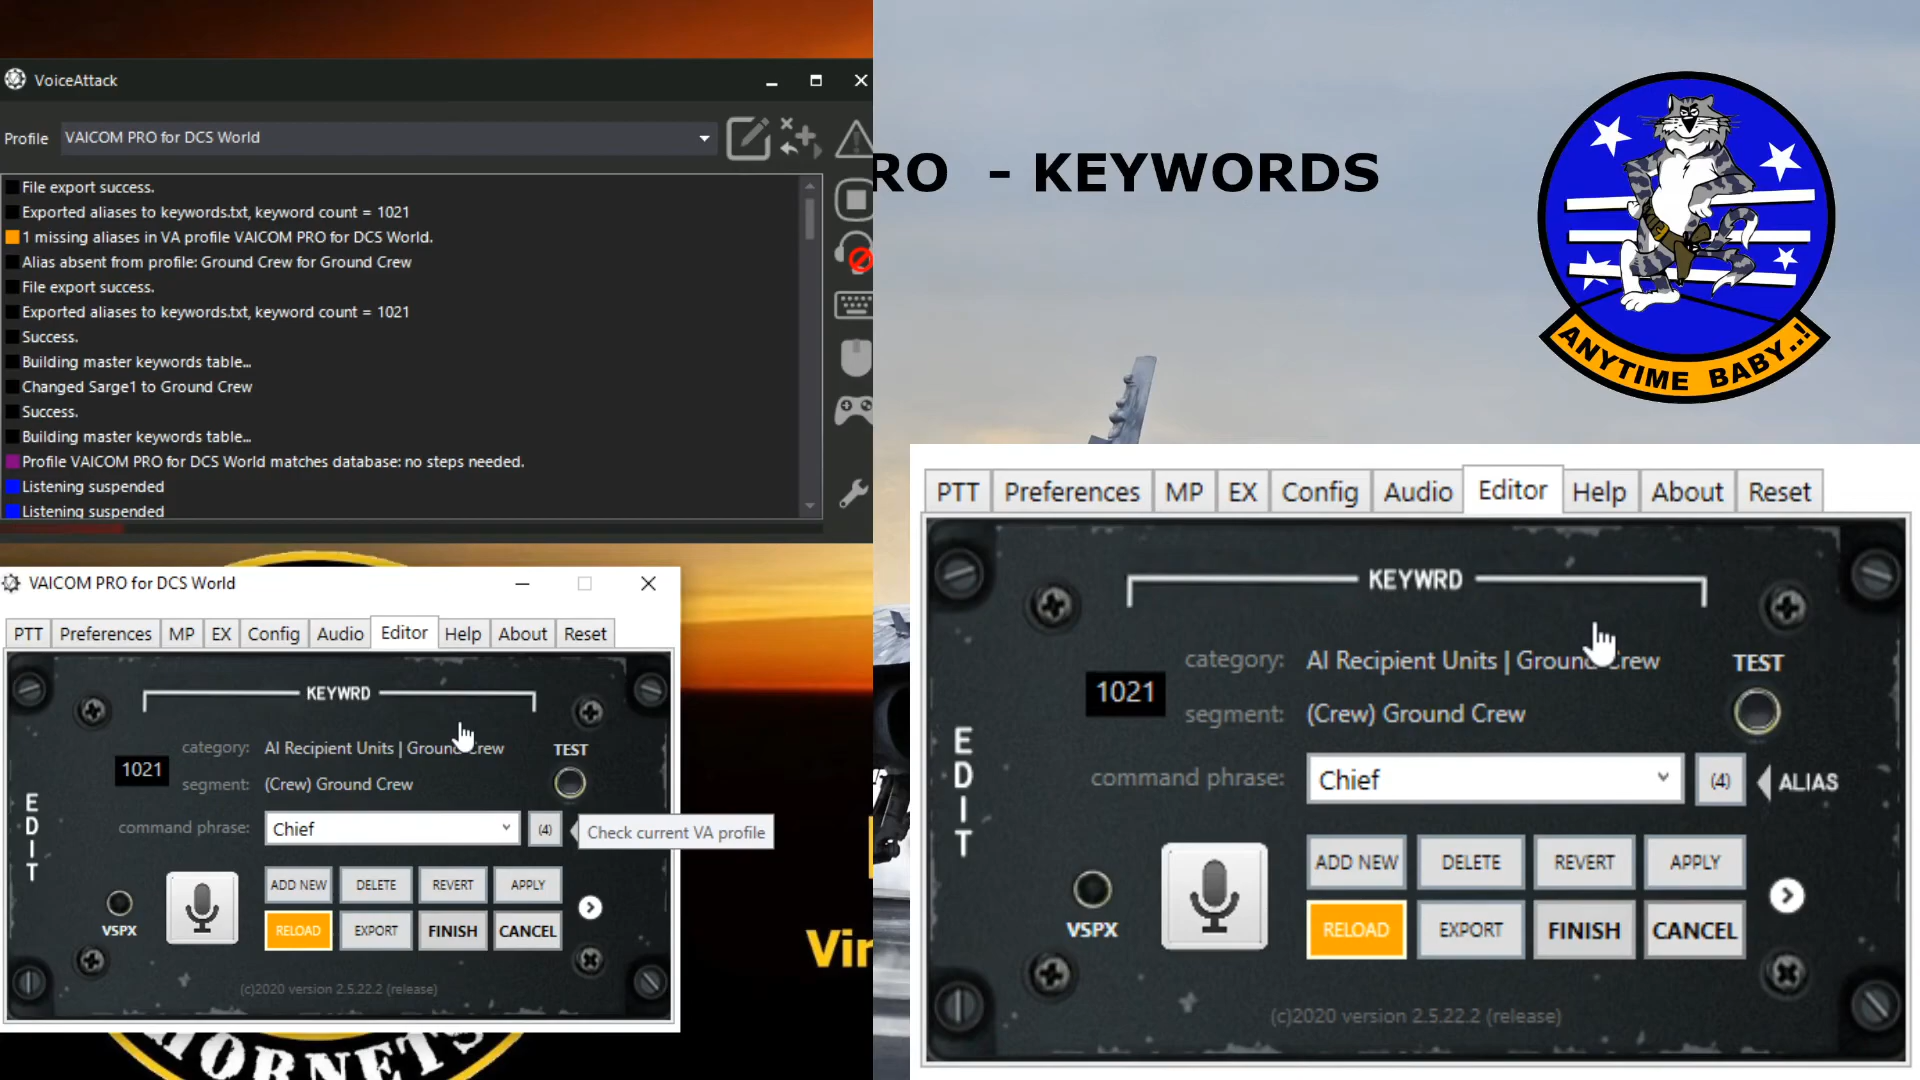 VoiceAttack
Profile VAICOM PRO for DCS World
File export success.
Exported aliases to keywords.txt, keyword count = 1021
1 missing aliases in VA profile VAICOM PRO for DCS World.
Alias absent from profile: Ground Crew for Ground Crew
File export success.
Exported aliases to keywords.txt, keyword count = 1021
Success.
Building master keywords table...
Changed Sarge1 to Ground Crew
Success.
Building master keywords table...
Profile VAICOM PRO for DCS World matches database: no steps needed.
Listening suspended
Listening suspended
RO - KEYWORDS
ANYTIME BABY..!
VAICOM PRO for DCS World
PTT Preferences MP EX Config Audio Editor Help About Reset
KEYWRD
category: AI Recipient Units | Ground Crew
TEST
1021
segment: (Crew) Ground Crew
EDIT
command phrase: Chief (4)
Check current VA profile
ADD NEW DELETE REVERT APPLY
VSPX
RELOAD EXPORT FINISH CANCEL
(c)2020 version 2.5.22.2 (release)
Vir
HORNETS
PTT Preferences MP EX Config Audio Editor Help About Reset
KEYWRD
category: AI Recipient Units | Ground Crew
TEST
1021
segment: (Crew) Ground Crew
EDIT
command phrase: Chief (4) ALIAS
ADD NEW DELETE REVERT APPLY
VSPX
RELOAD EXPORT FINISH CANCEL
(c)2020 version 2.5.22.2 (release)